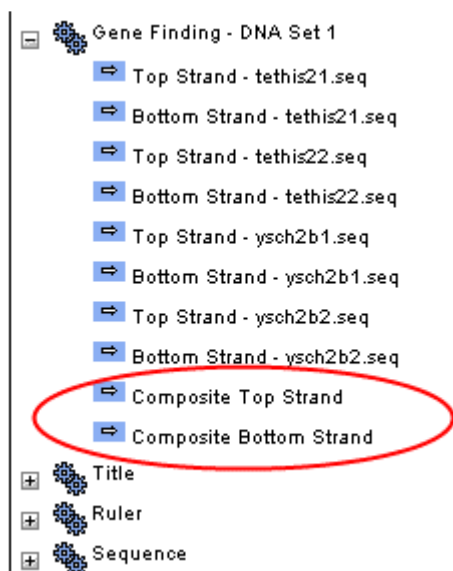 Gene Finding - DNA Set 1
Top Strand - tethis21.seq
Bottom Strand - tethis21.seq
Top Strand - tethis22.seq
Bottom Strand - tethis22.seq
Top Strand - ysch2b1.seq
Bottom Strand - ysch2b1.seq
Top Strand - ysch2b2.seq
Bottom Strand - ysch2b2.seq
Composite Top Strand
Composite Bottom Strand
Title
Ruler
Sequence